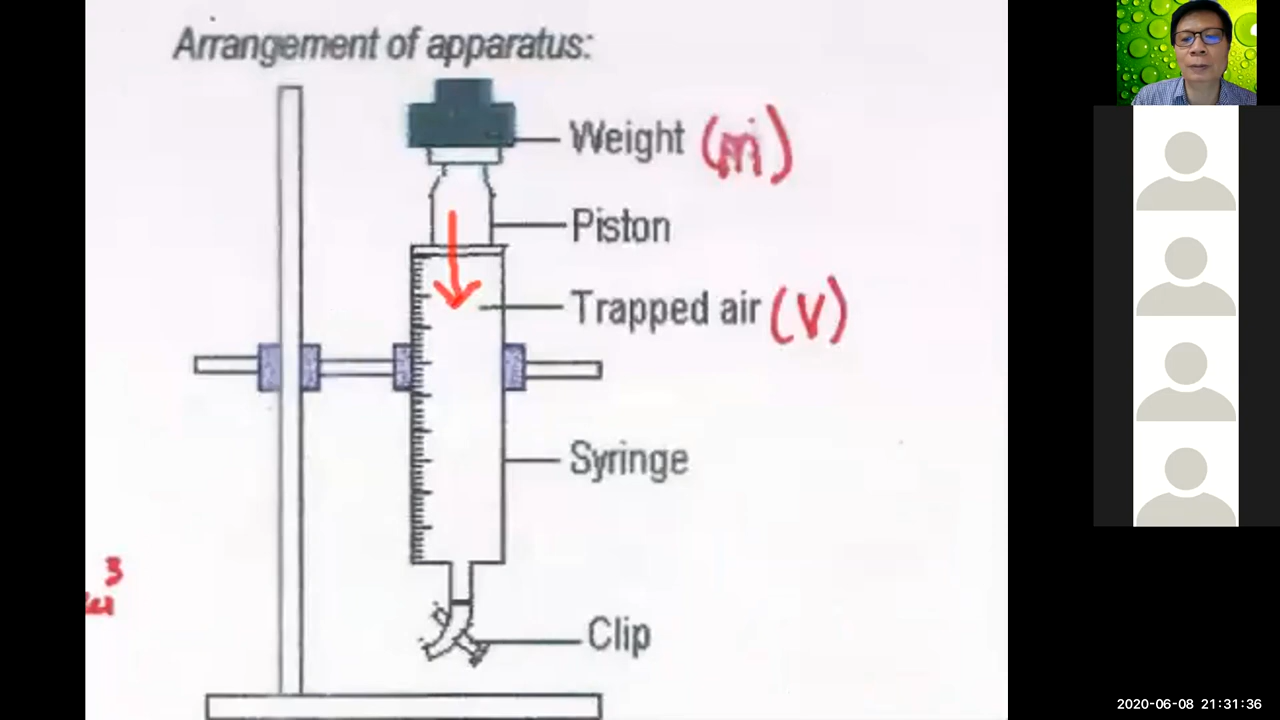 Arrangement of apparatus:
Weight (m)
Piston
Trapped air (V)
Syringe
3
Clip
2020-06-08 21:31:36